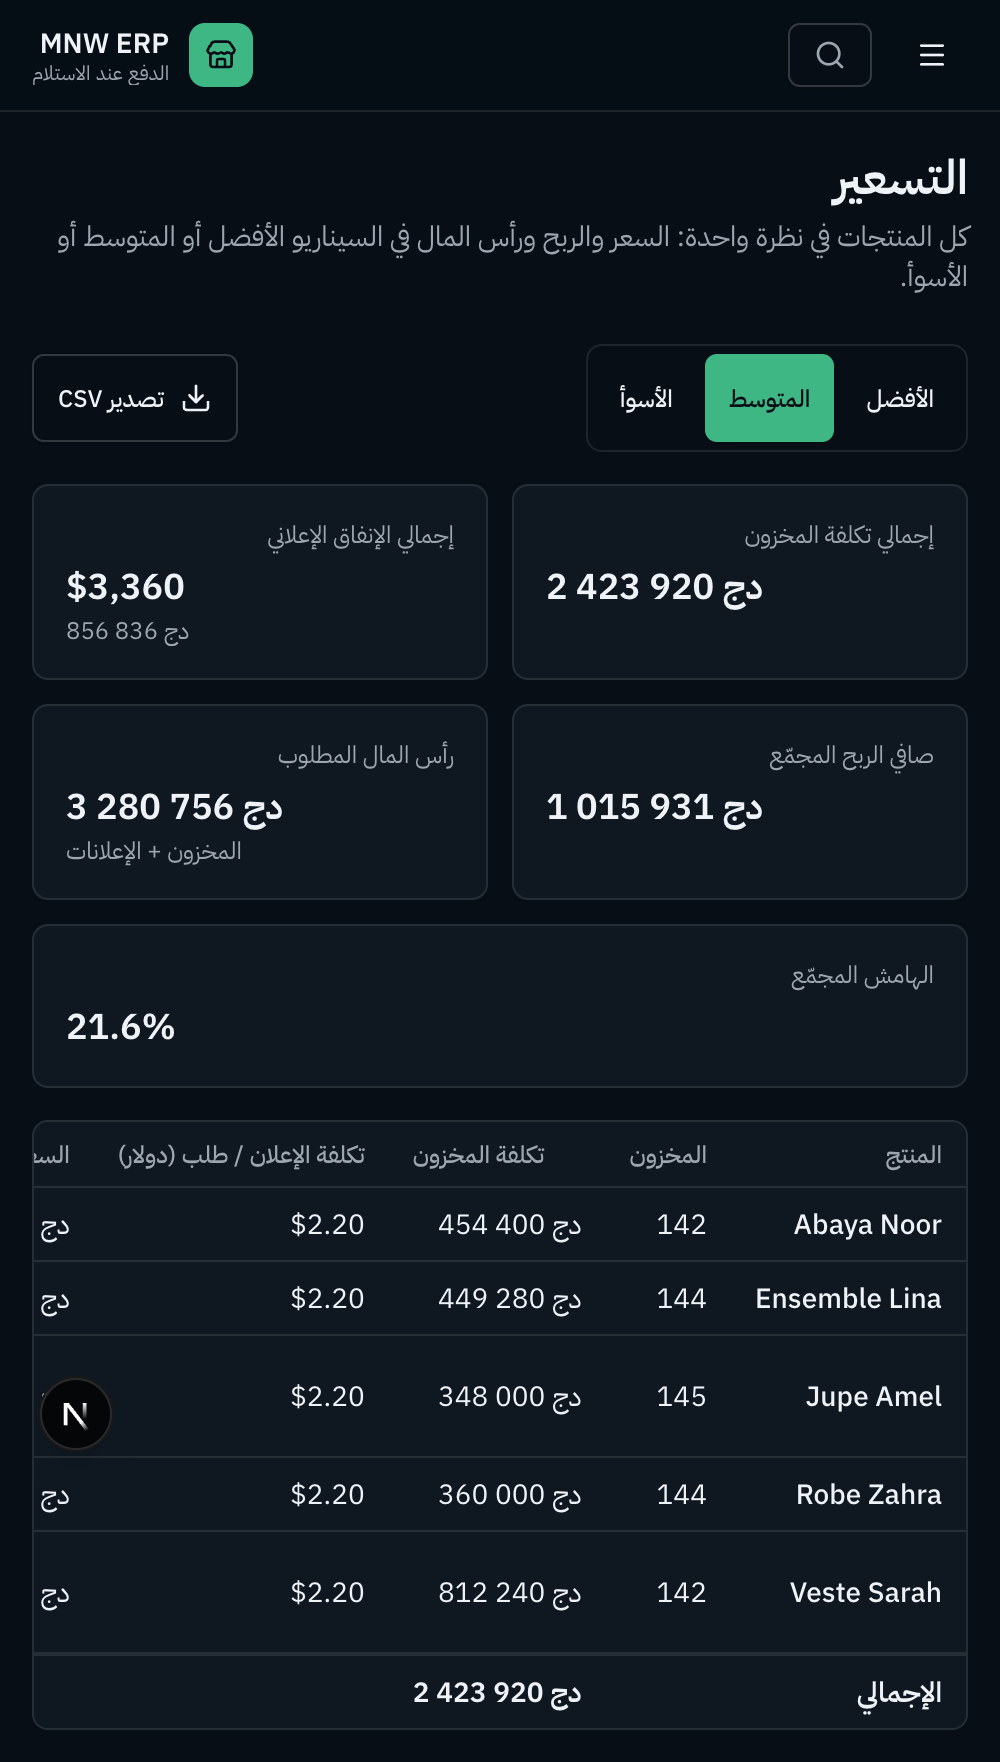 MNW ERP
الدفع عند الاستلام
التسعير
كل المنتجات في نظرة واحدة: السعر والربح ورأس المال في السيناريو الأفضل أو المتوسط أو
الأسوأ.
الأفضل
المتوسط
الأسوأ
تصدير CSV
إجمالي تكلفة المخزون
2 423 920 دج
إجمالي الإنفاق الإعلاني
$3,360
856 836 دج
صافي الربح المجمّع
1 015 931 دج
رأس المال المطلوب
3 280 756 دج
المخزون + الإعلانات
الهامش المجمّع
21.6%
المنتج المخزون تكلفة المخزون تكلفة الإعلان / طلب (دولار)
Abaya Noor 142 454 400 دج $2.20 دج
Ensemble Lina 144 449 280 دج $2.20 دج
Jupe Amel 145 348 000 دج $2.20
Robe Zahra 144 360 000 دج $2.20 دج
Veste Sarah 142 812 240 دج $2.20 دج
الإجمالي 2 423 920 دج
N